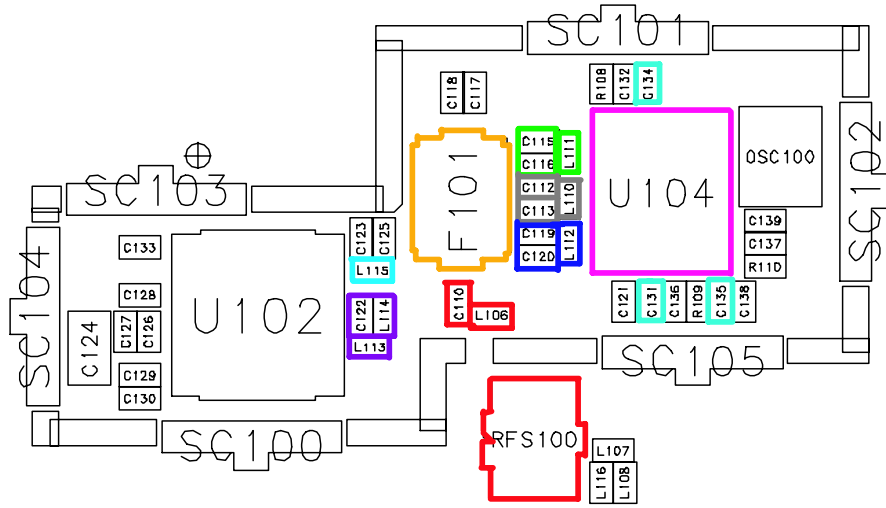 SC101
R108 C132 C134
C118 C117
SC102
OSC100
U104
F101
C115
C116
L111
C112
C113
L110
C119
C120
L112
SC103
C139
C137
R110
C123 C125
L115
C133
SC104
C128
U102
C122 L114
L113
C110
L106
C121 C131 C136 R109 C135 C138
C127 C126
C124
SC105
C129
C130
SC100
RFS100
L107
L116 L108